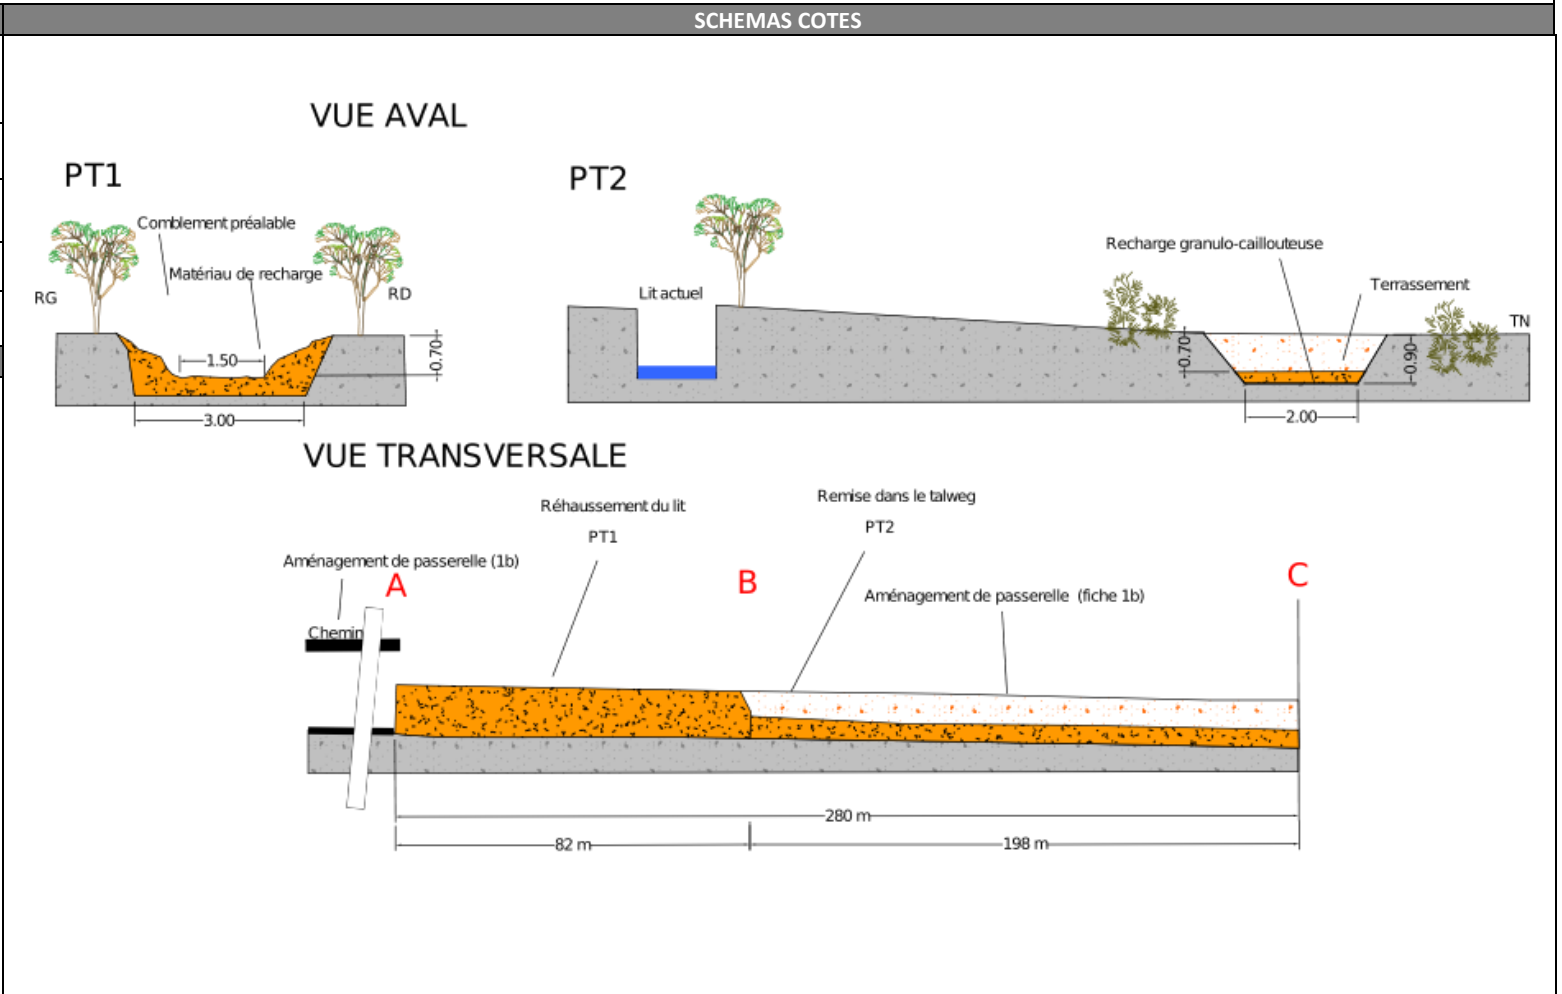 SCHEMAS COTES
VUE AVAL
PT1
Comblement préalable
Matériau de recharge
RG
RD
1.50
0.70
3.00
PT2
Lit actuel
Recharge granulo-caillouteuse
Terrassement
TN
0.70
0.90
2.00
VUE TRANSVERSALE
Réhaussement du lit
PT1
Remise dans le talweg
PT2
Aménagement de passerelle (1b)
A
B
C
Aménagement de passerelle (fiche 1b)
Chemin
280 m
82 m
198 m